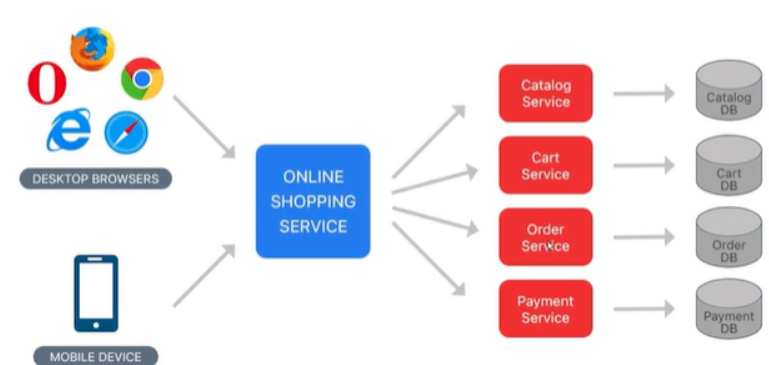 DESKTOP BROWSERS
MOBILE DEVICE
ONLINE
SHOPPING
SERVICE
Catalog
Service
Cart
Service
Order
Service
Payment
Service
Catalog
DB
Cart
DB
Order
DB
Payment
DB